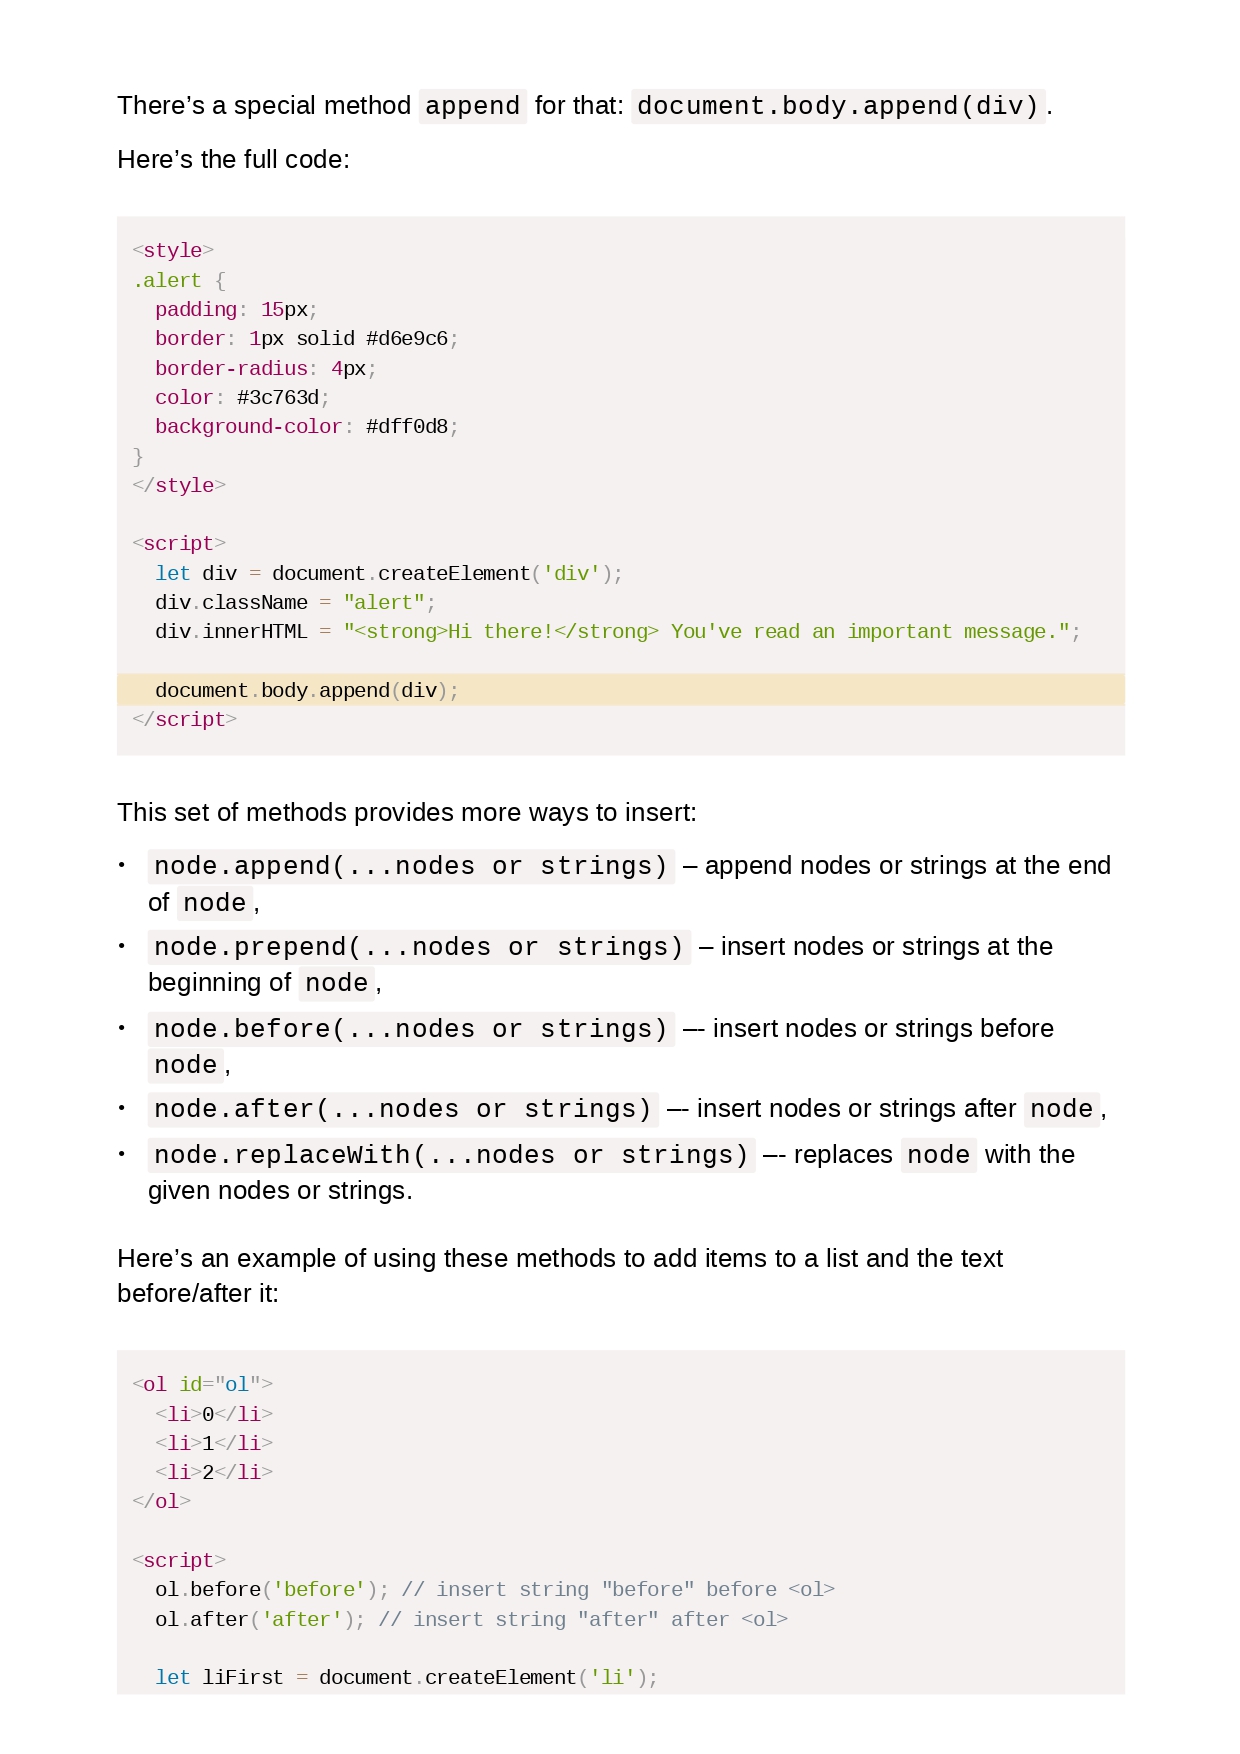 There’s a special method append for that: document.body.append(div).
Here’s the full code:
<style>
.alert {
  padding: 15px;
  border: 1px solid #d6e9c6;
  border-radius: 4px;
  color: #3c763d;
  background-color: #dff0d8;
}
</style>

<script>
  let div = document.createElement('div');
  div.className = "alert";
  div.innerHTML = "<strong>Hi there!</strong> You've read an important message.";

  document.body.append(div);
</script>

This set of methods provides more ways to insert:
• node.append(...nodes or strings) – append nodes or strings at the end
of node,
• node.prepend(...nodes or strings) – insert nodes or strings at the
beginning of node,
• node.before(...nodes or strings) –- insert nodes or strings before
node,
• node.after(...nodes or strings) –- insert nodes or strings after node,
• node.replaceWith(...nodes or strings) –- replaces node with the
given nodes or strings.
Here’s an example of using these methods to add items to a list and the text
before/after it:
<ol id="ol">
  <li>0</li>
  <li>1</li>
  <li>2</li>
</ol>

<script>
  ol.before('before'); // insert string "before" before <ol>
  ol.after('after'); // insert string "after" after <ol>

  let liFirst = document.createElement('li');